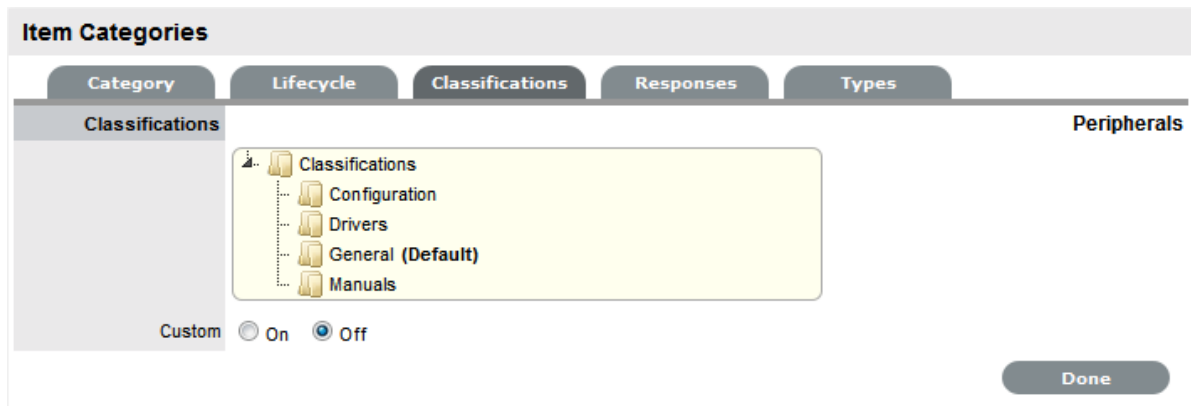 Item Categories
Category Lifecycle Classifications Responses Types
Classifications Peripherals
Classifications
Configuration
Drivers
General (Default)
Manuals
Custom On Off
Done